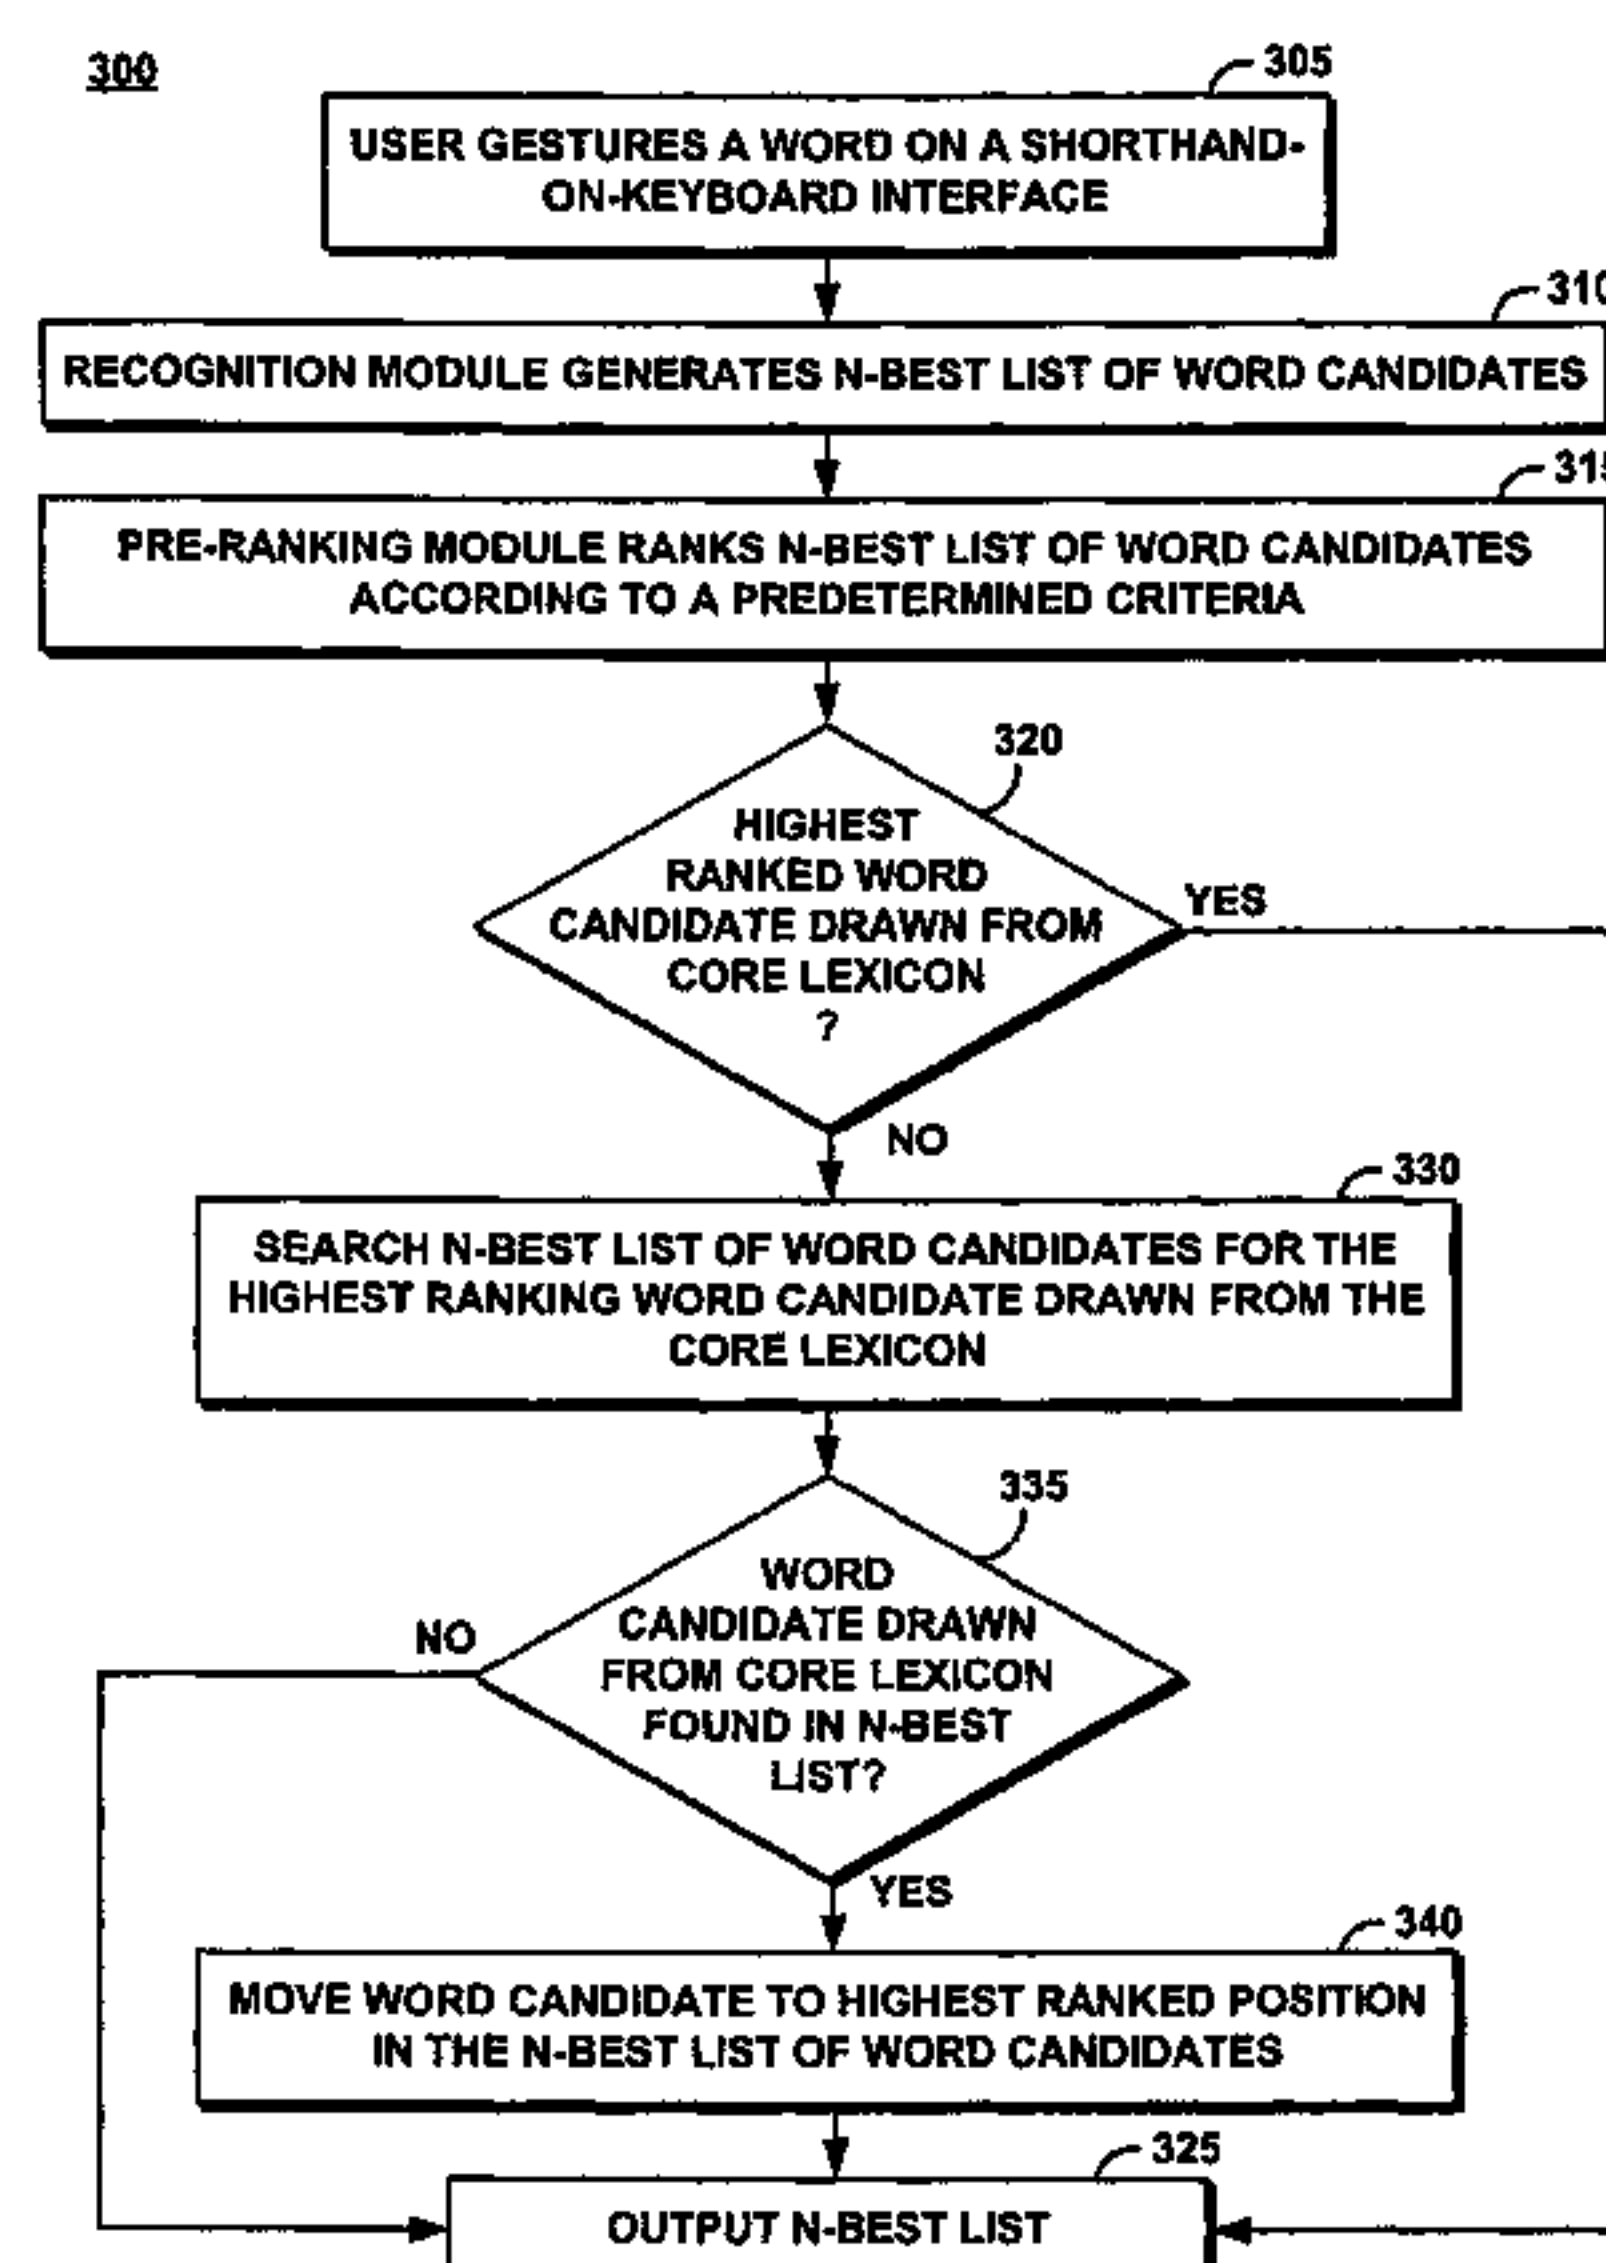 300
305
USER GESTURES A WORD ON A SHORTHAND-
ON-KEYBOARD INTERFACE
310
RECOGNITION MODULE GENERATES N-BEST LIST OF WORD CANDIDATES
315
PRE-RANKING MODULE RANKS N-BEST LIST OF WORD CANDIDATES
ACCORDING TO A PREDETERMINED CRITERIA
320
HIGHEST
RANKED WORD
CANDIDATE DRAWN FROM
CORE LEXICON
?
YES
NO
330
SEARCH N-BEST LIST OF WORD CANDIDATES FOR THE
HIGHEST RANKING WORD CANDIDATE DRAWN FROM THE
CORE LEXICON
335
WORD
CANDIDATE DRAWN
FROM CORE LEXICON
FOUND IN N-BEST
LIST?
NO
YES
340
MOVE WORD CANDIDATE TO HIGHEST RANKED POSITION
IN THE N-BEST LIST OF WORD CANDIDATES
325
OUTPUT N-BEST LIST